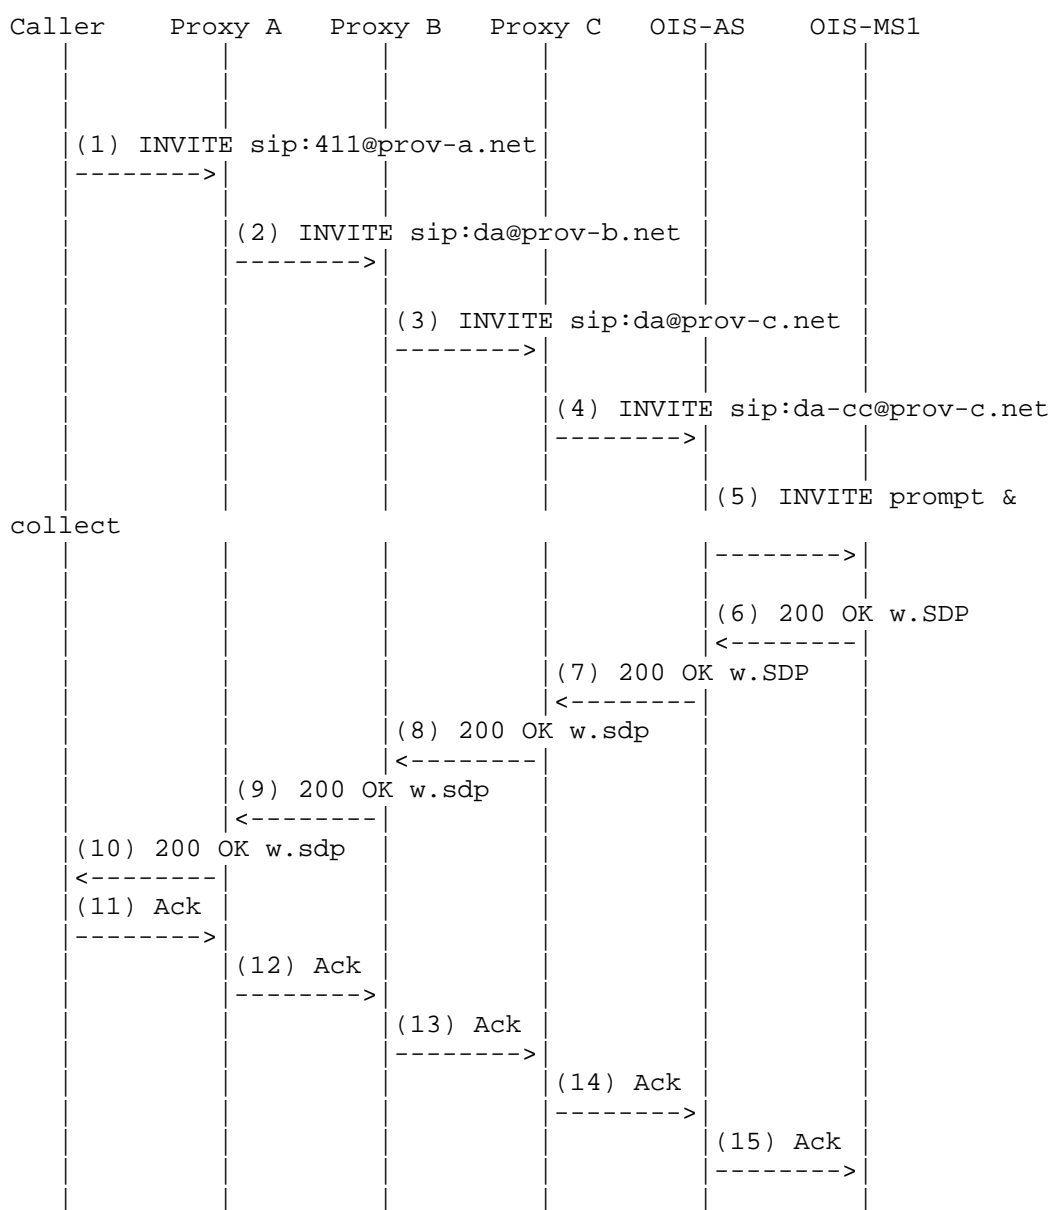 Caller Proxy A Proxy B Proxy C OIS-AS OIS-MS1
(1) INVITE sip:411@prov-a.net
-------->
(2) INVITE sip:da@prov-b.net
-------->
(3) INVITE sip:da@prov-c.net
-------->
(4) INVITE sip:da-cc@prov-c.net
-------->
(5) INVITE prompt &
collect
-------->
(6) 200 OK w.SDP
<--------
(7) 200 OK w.SDP
<--------
(8) 200 OK w.sdp
<--------
(9) 200 OK w.sdp
<--------
(10) 200 OK w.sdp
<--------
(11) Ack
-------->
(12) Ack
-------->
(13) Ack
-------->
(14) Ack
-------->
(15) Ack
-------->